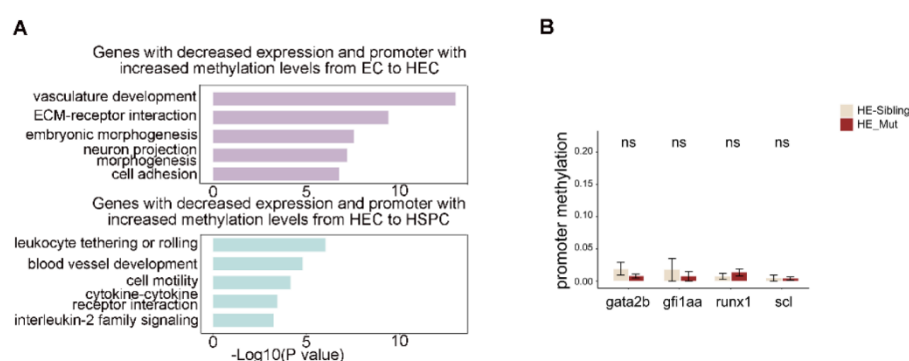 A
Genes with decreased expression and promoter with
increased methylation levels from EC to HEC
vasculature development
ECM-receptor interaction
embryonic morphogenesis
neuron projection
morphogenesis
cell adhesion
0 5 10
Genes with decreased expression and promoter with
increased methylation levels from HEC to HSPC
leukocyte tethering or rolling
blood vessel development
cell motility
cytokine-cytokine
receptor interaction
interleukin-2 family signaling
0 5 10
-Log10(P value)
B
HE-Sibling
HE_Mut
promoter methylation
0.20
0.15
0.10
0.05
0.00
ns ns ns ns
gata2b gfi1aa runx1 scl